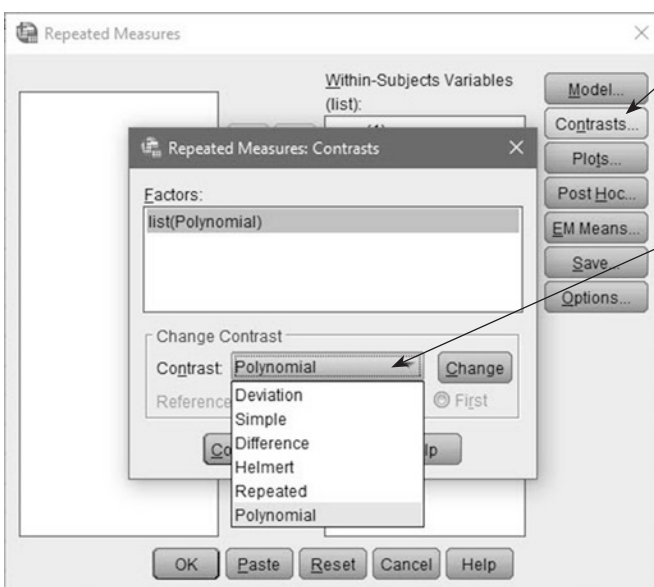 Repeated Measures
Within-Subjects Variables
(list):
Model...
Contrasts...
Plots...
Post Hoc...
EM Means...
Save...
Options...
Repeated Measures: Contrasts
Factors:
list(Polynomial)
Change Contrast
Contrast: Polynomial
Change
Reference
First
Deviation
Simple
Difference
Helmert
Repeated
Polynomial
OK
Paste
Reset
Cancel
Help